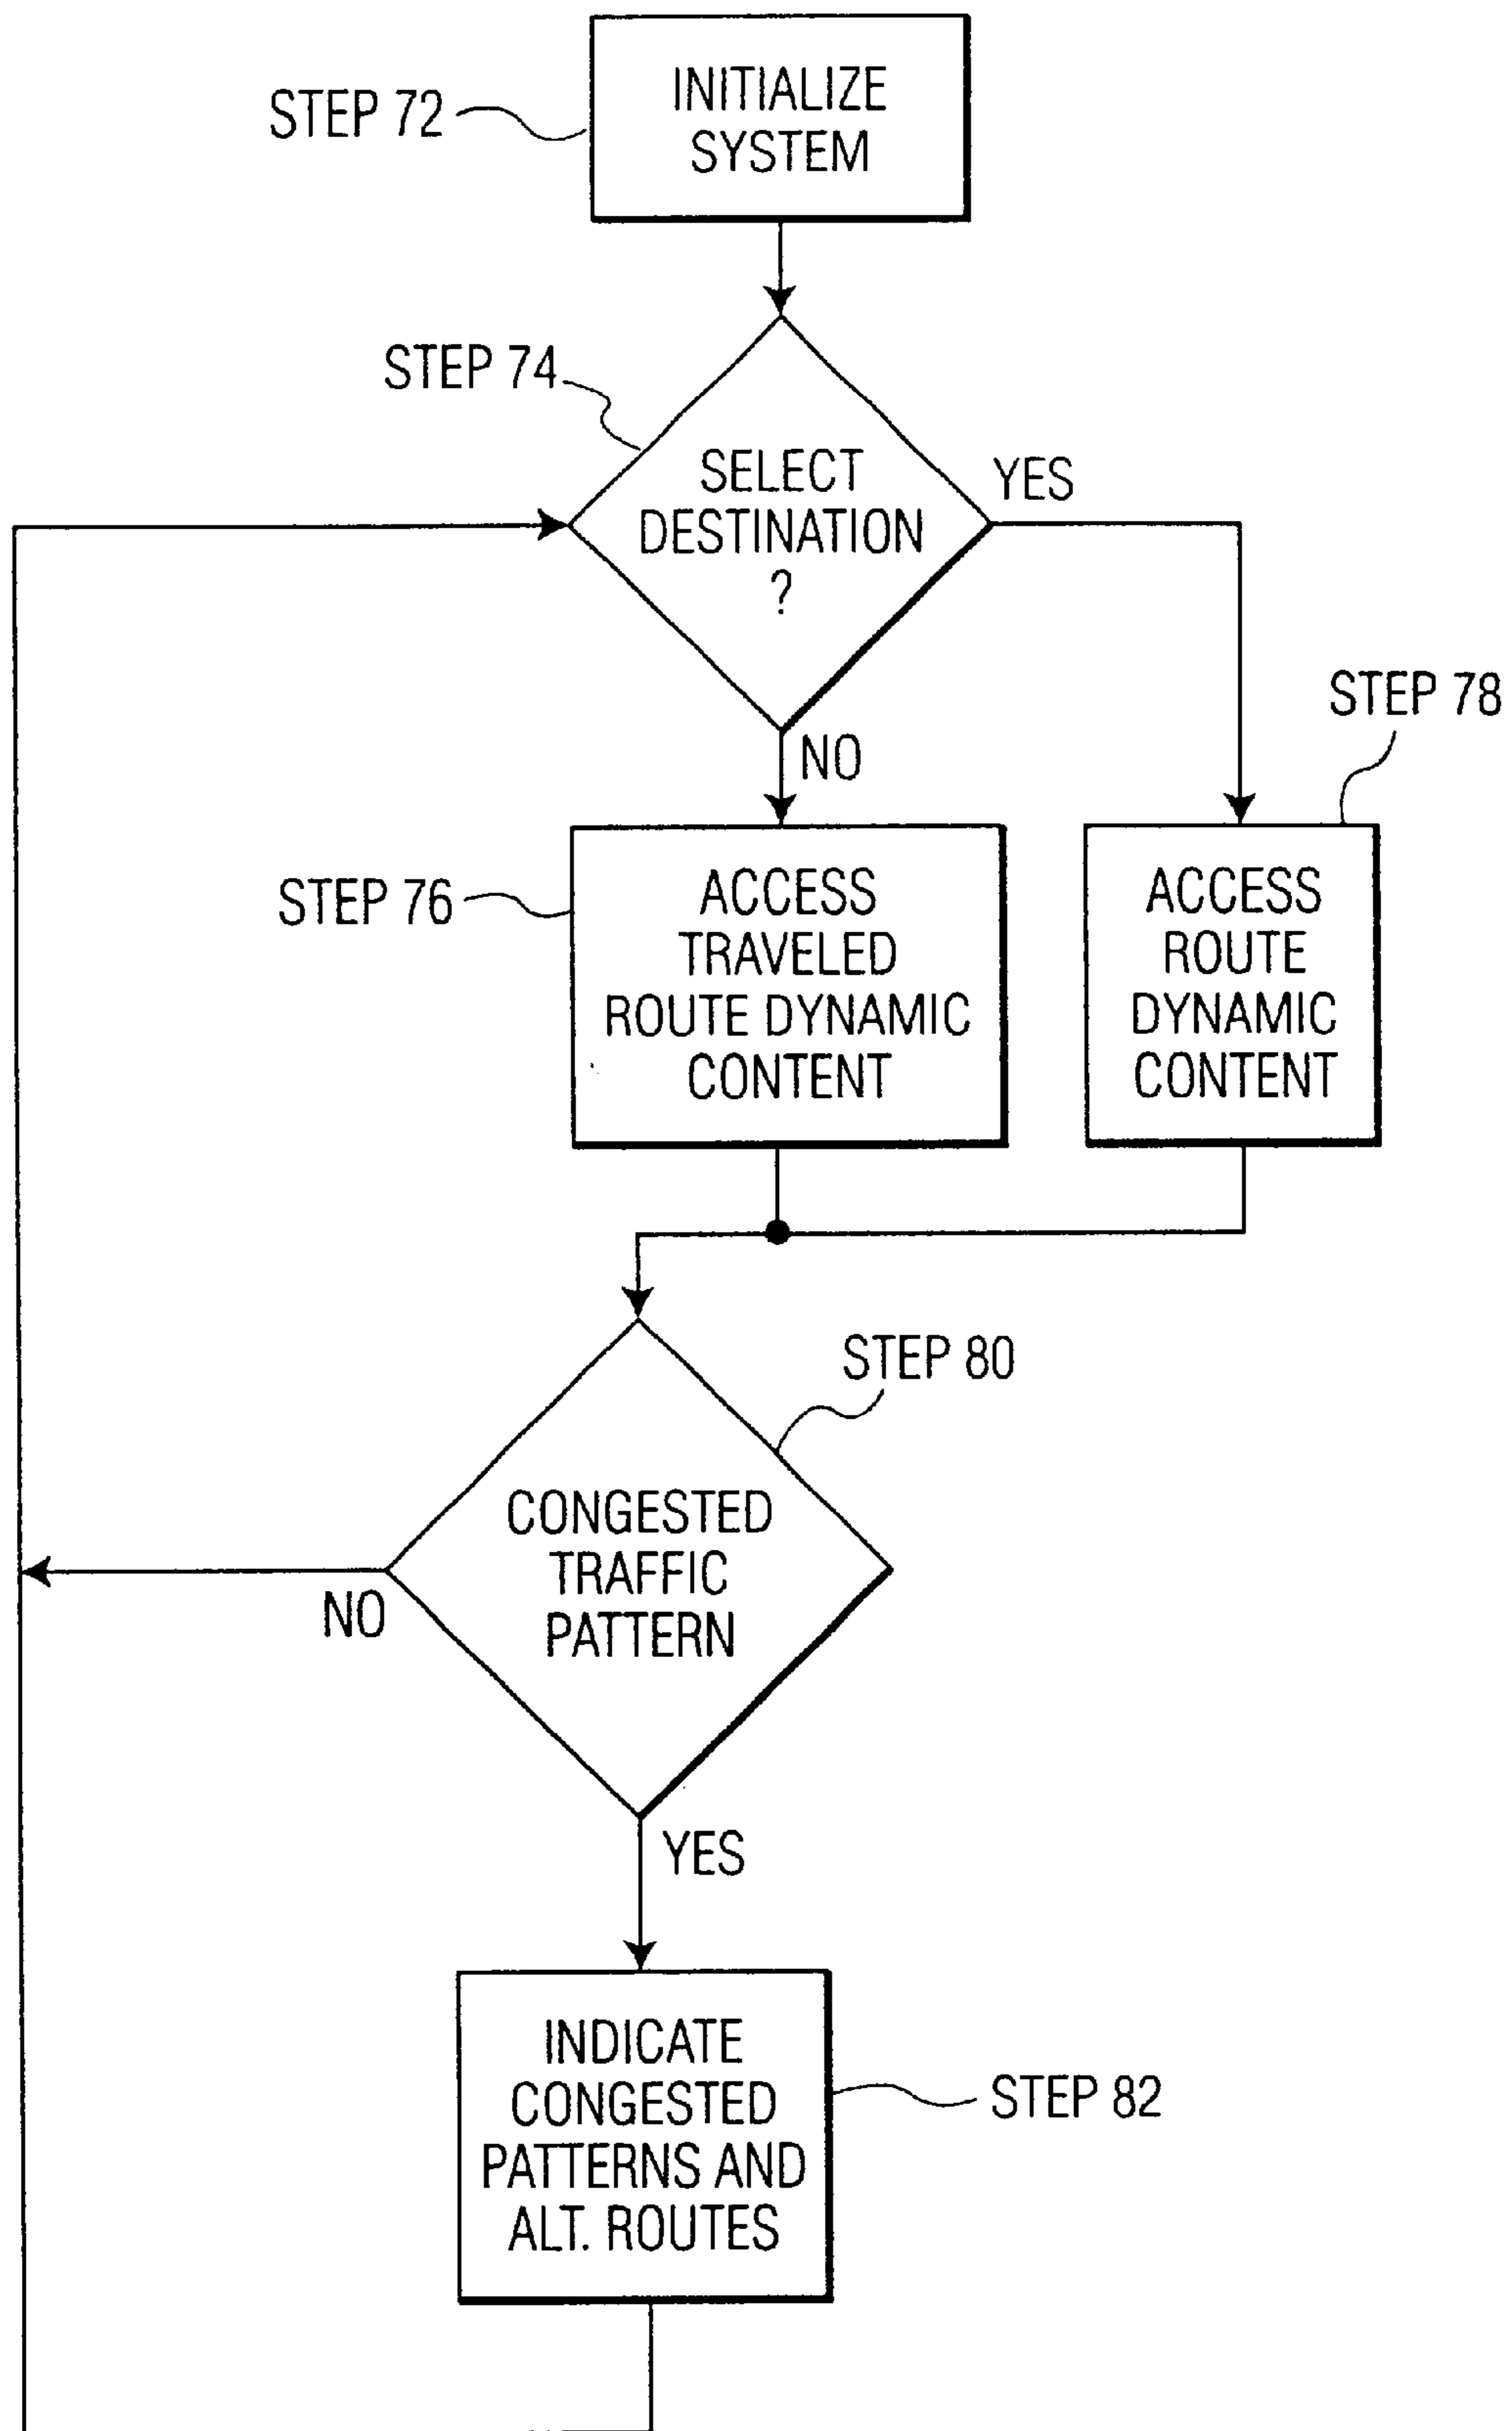 INITIALIZE
SYSTEM
STEP 72
STEP 74
SELECT
DESTINATION
?
YES
NO
STEP 78
STEP 76
ACCESS
TRAVELED
ROUTE DYNAMIC
CONTENT
ACCESS
ROUTE
DYNAMIC
CONTENT
STEP 80
CONGESTED
TRAFFIC
PATTERN
NO
YES
INDICATE
CONGESTED
PATTERNS AND
ALT. ROUTES
STEP 82